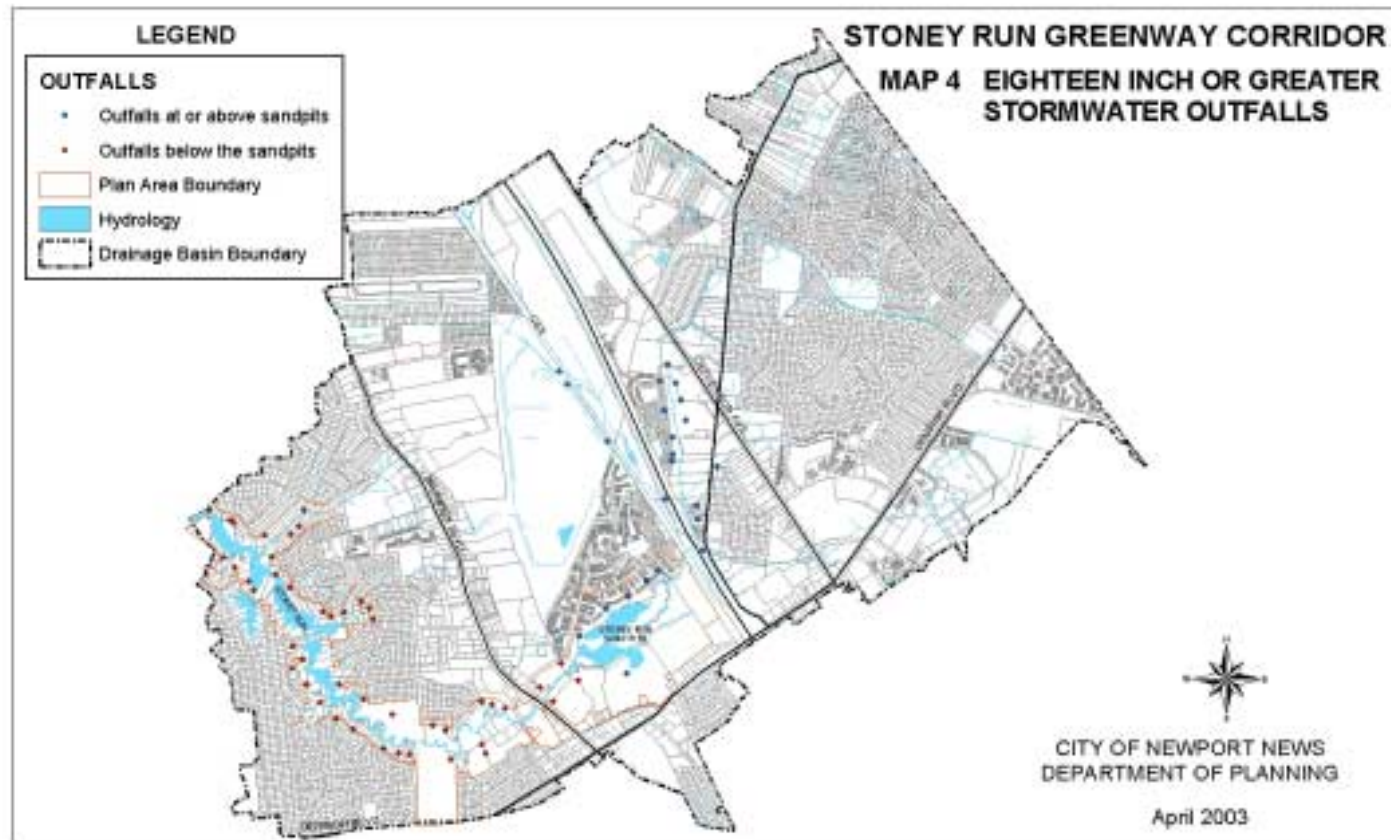 LEGEND
OUTFALLS
Outfalls at or above sandpits
Outfalls below the sandpits
Plan Area Boundary
Hydrology
Drainage Basin Boundary
STONEY RUN GREENWAY CORRIDOR
MAP 4 EIGHTEEN INCH OR GREATER
STORMWATER OUTFALLS
STONEY RUN
CITY OF NEWPORT NEWS
DEPARTMENT OF PLANNING
April 2003